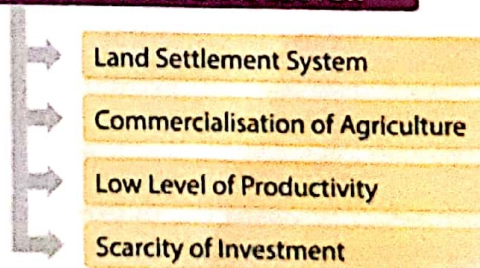 Land Settlement System
Commercialisation of Agriculture
Low Level of Productivity
Scarcity of Investment